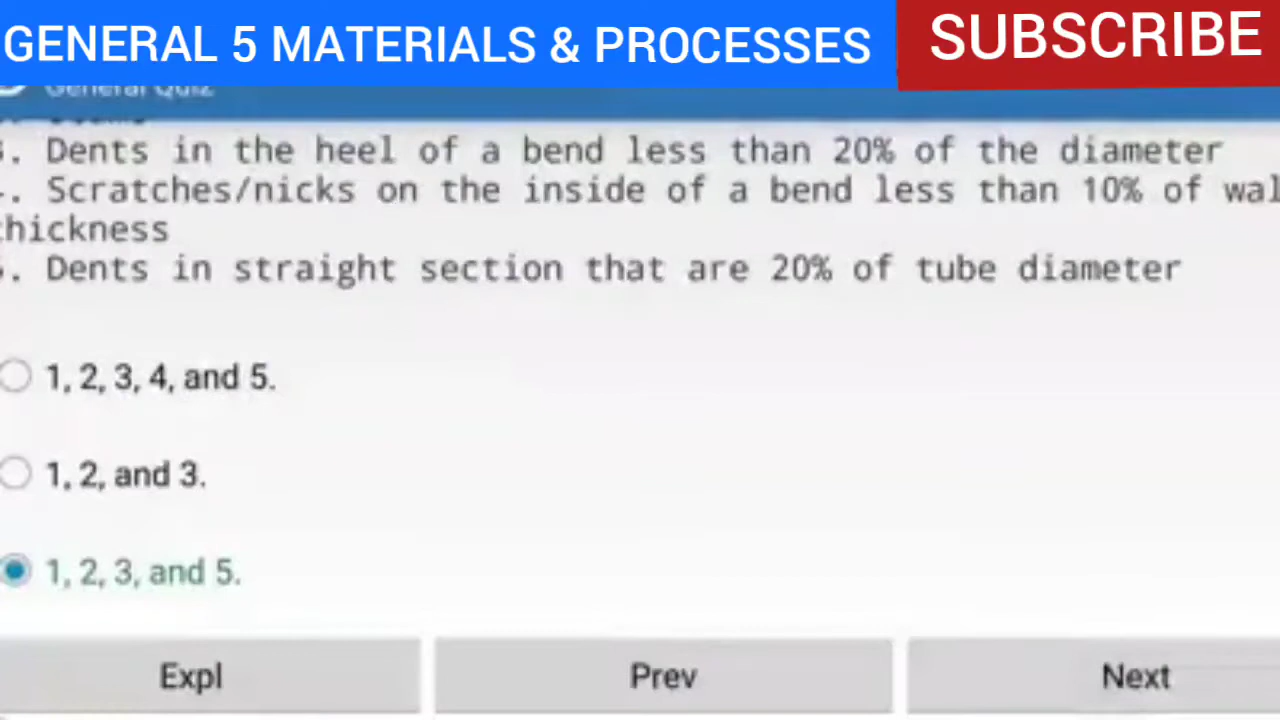 GENERAL 5 MATERIALS & PROCESSES
SUBSCRIBE
General Quiz
. Dents in the heel of a bend less than 20% of the diameter
. Scratches/nicks on the inside of a bend less than 10% of wal
hickness
. Dents in straight section that are 20% of tube diameter
1, 2, 3, 4, and 5.
1, 2, and 3.
1, 2, 3, and 5.
Expl
Prev
Next